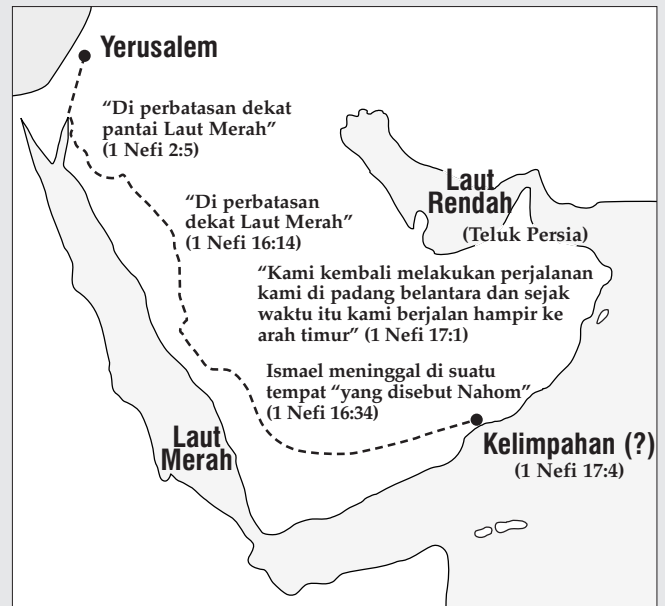 Yerusalem
“Di perbatasan dekat
pantai Laut Merah”
(1 Nefi 2:5)
“Di perbatasan
dekat Laut Merah”
(1 Nefi 16:14)
Laut
Rendah
(Teluk Persia)
“Kami kembali melakukan perjalanan
kami di padang belantara dan sejak
waktu itu kami berjalan hampir ke
arah timur” (1 Nefi 17:1)
Ismael meninggal di suatu
tempat “yang disebut Nahom”
(1 Nefi 16:34)
Laut
Merah
Kelimpahan (?)
(1 Nefi 17:4)